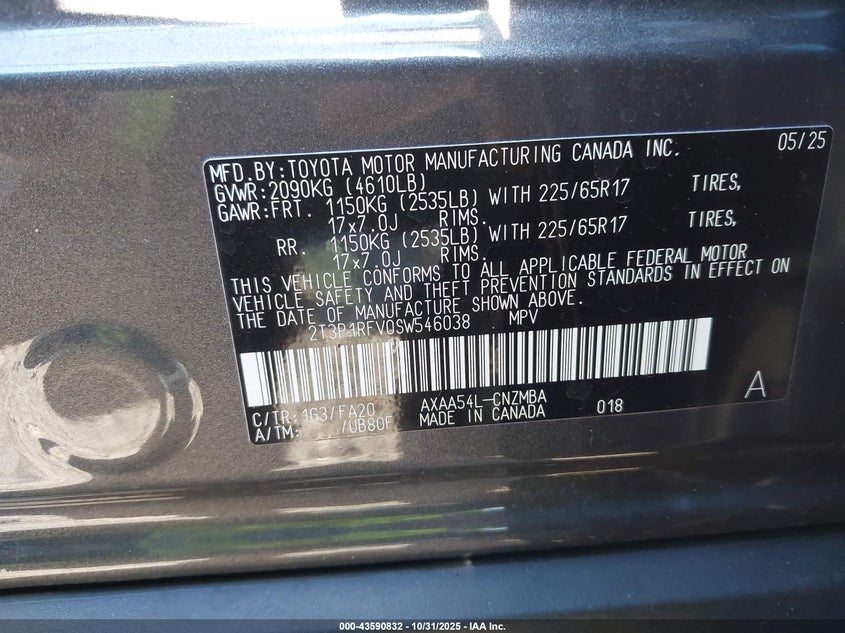 MFD.BY:TOYOTA MOTOR MANUFACTURING CANADA INC. 05/25
GVWR:2090KG (4610LB)
GAWR:FRT. 1150KG (2535LB) WITH 225/65R17 TIRES,
17x7.0J RIMS.
RR. 1150KG (2535LB) WITH 225/65R17 TIRES,
17x7.0J RIMS.
THIS VEHICLE CONFORMS TO ALL APPLICABLE FEDERAL MOTOR
VEHICLE SAFETY AND THEFT PREVENTION STANDARDS IN EFFECT ON
THE DATE OF MANUFACTURE SHOWN ABOVE.
2T3P1RFV0SW546038 MPV
C/TR:1G3/FA20 AXAA54L-CNZMBA 018 A
A/TM: /UB80F MADE IN CANADA
000-43590832 - 10/31/2025 - IAA Inc.